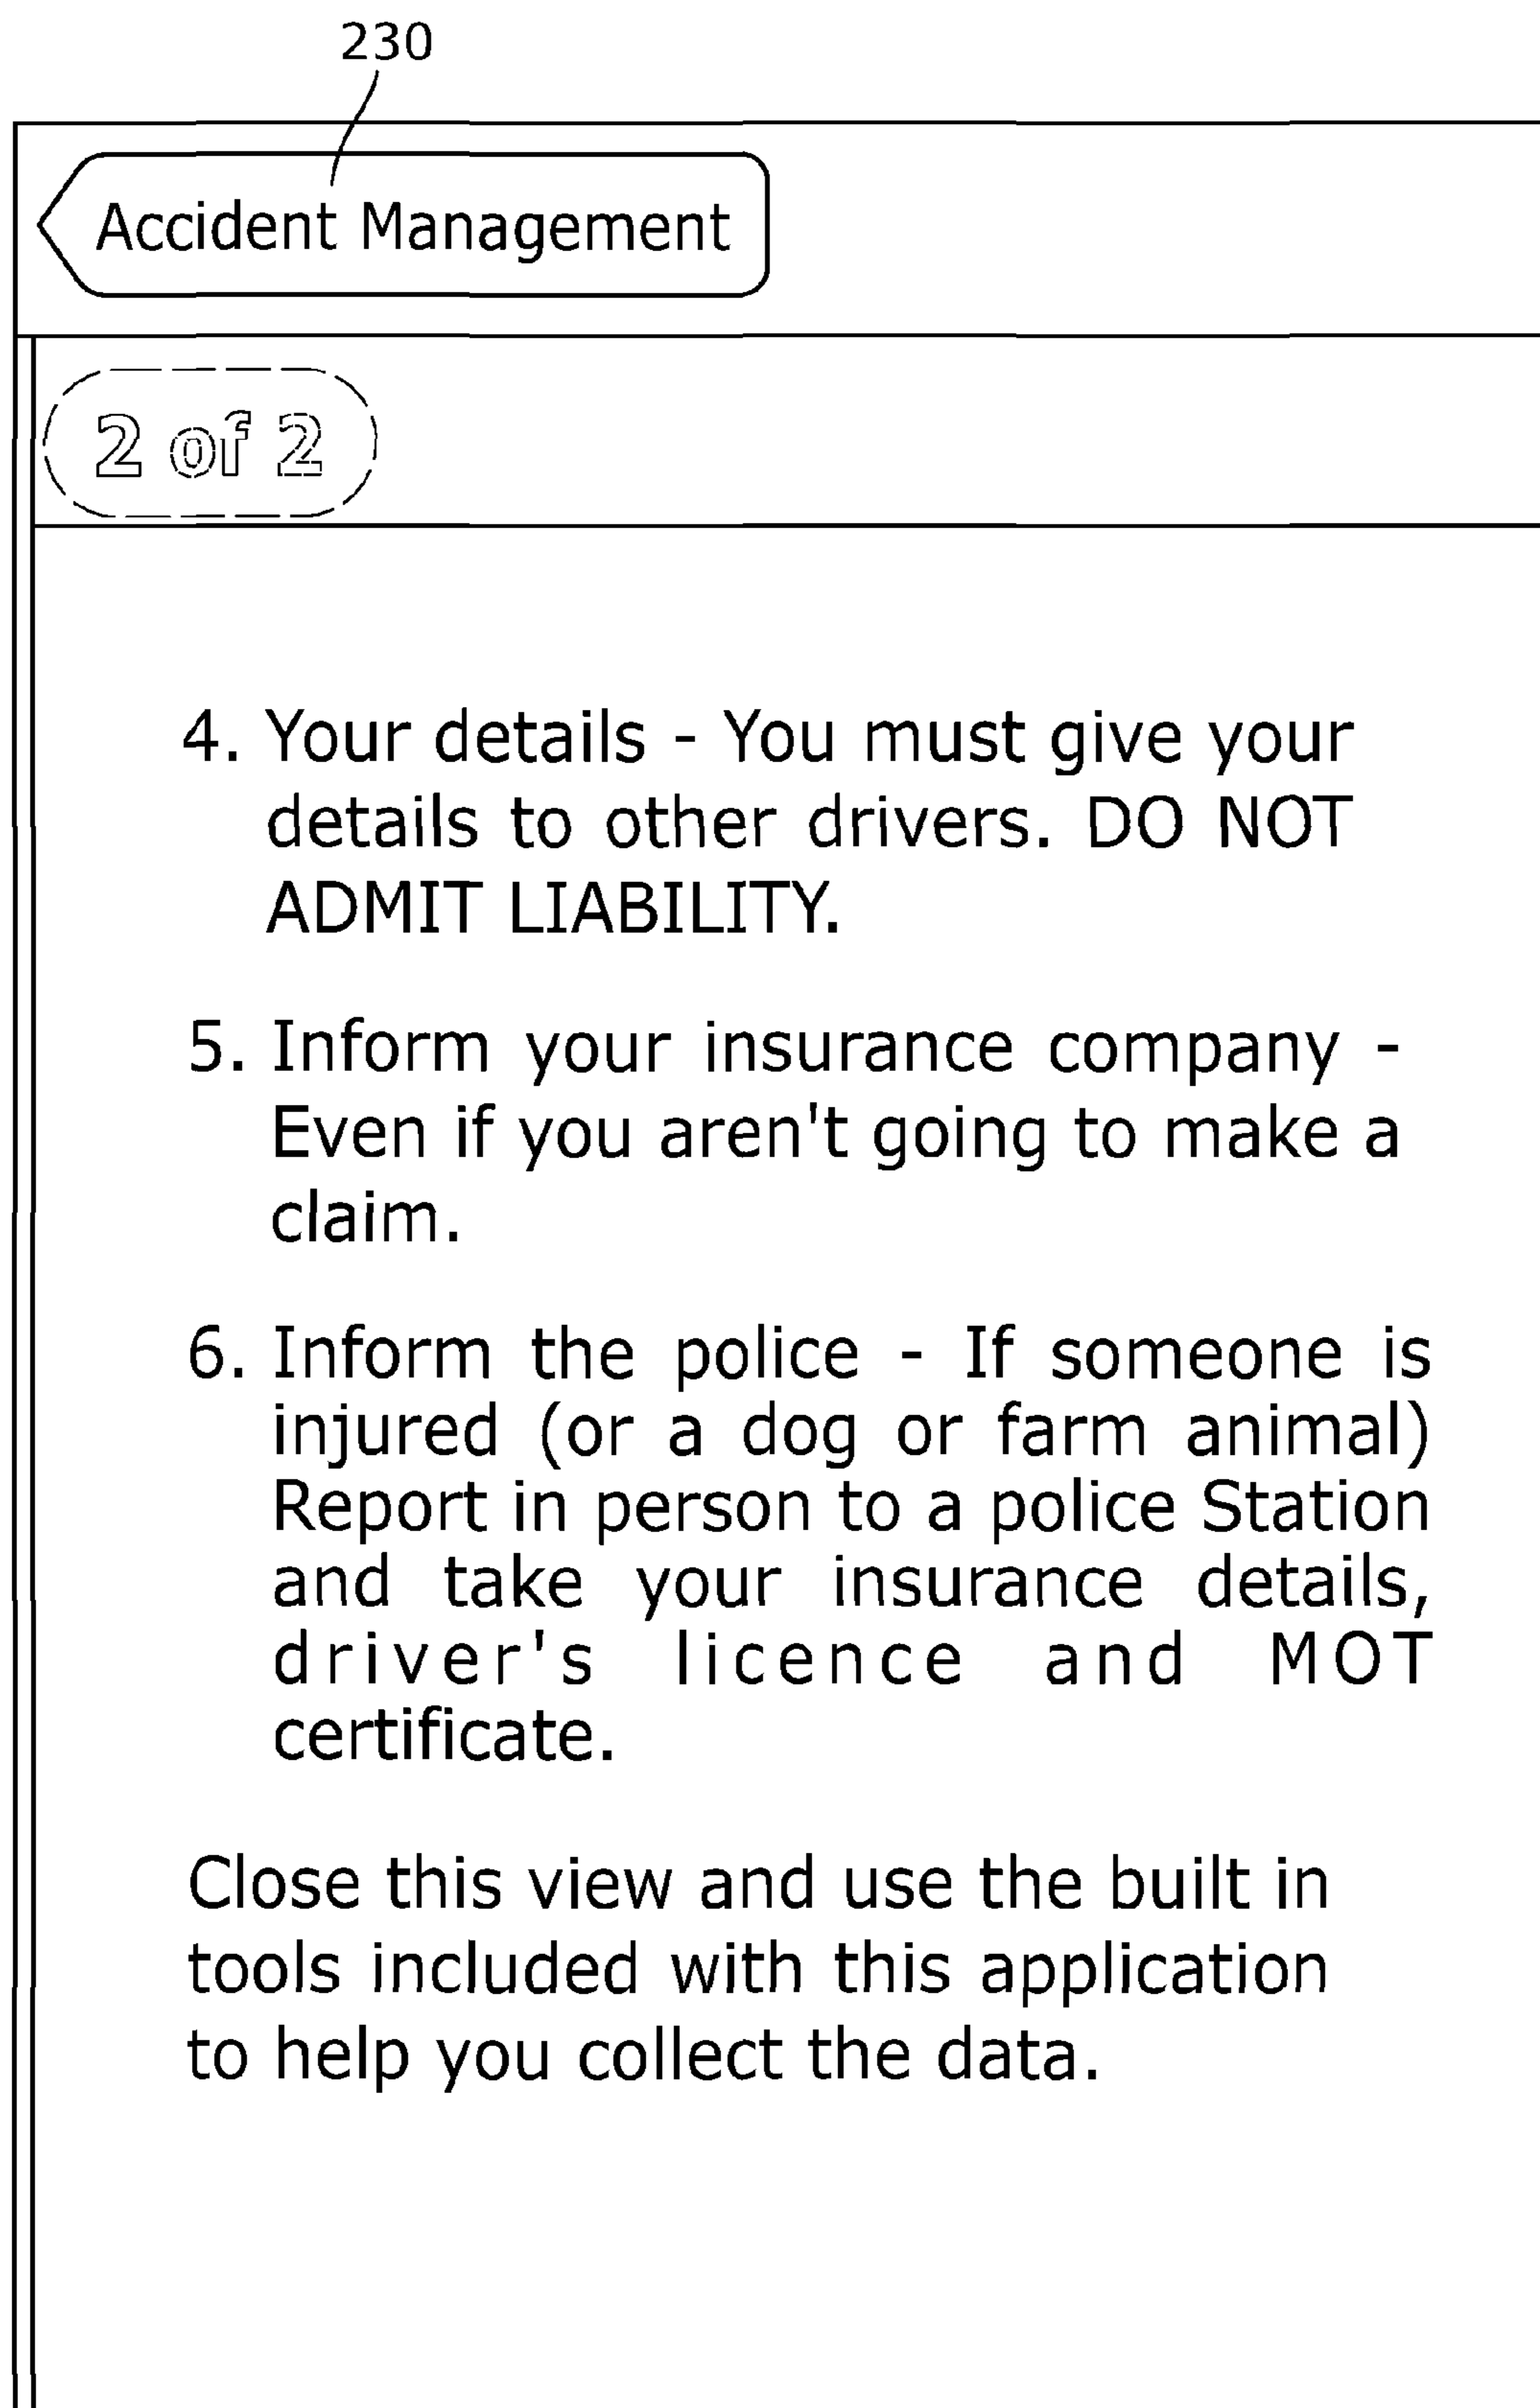 230
Accident Management
2 of 2
4. Your details - You must give your
details to other drivers. DO NOT
ADMIT LIABILITY.
5. Inform your insurance company -
Even if you aren't going to make a
claim.
6. Inform the police - If someone is
injured (or a dog or farm animal)
Report in person to a police Station
and take your insurance details,
driver's licence and MOT
certificate.
Close this view and use the built in
tools included with this application
to help you collect the data.